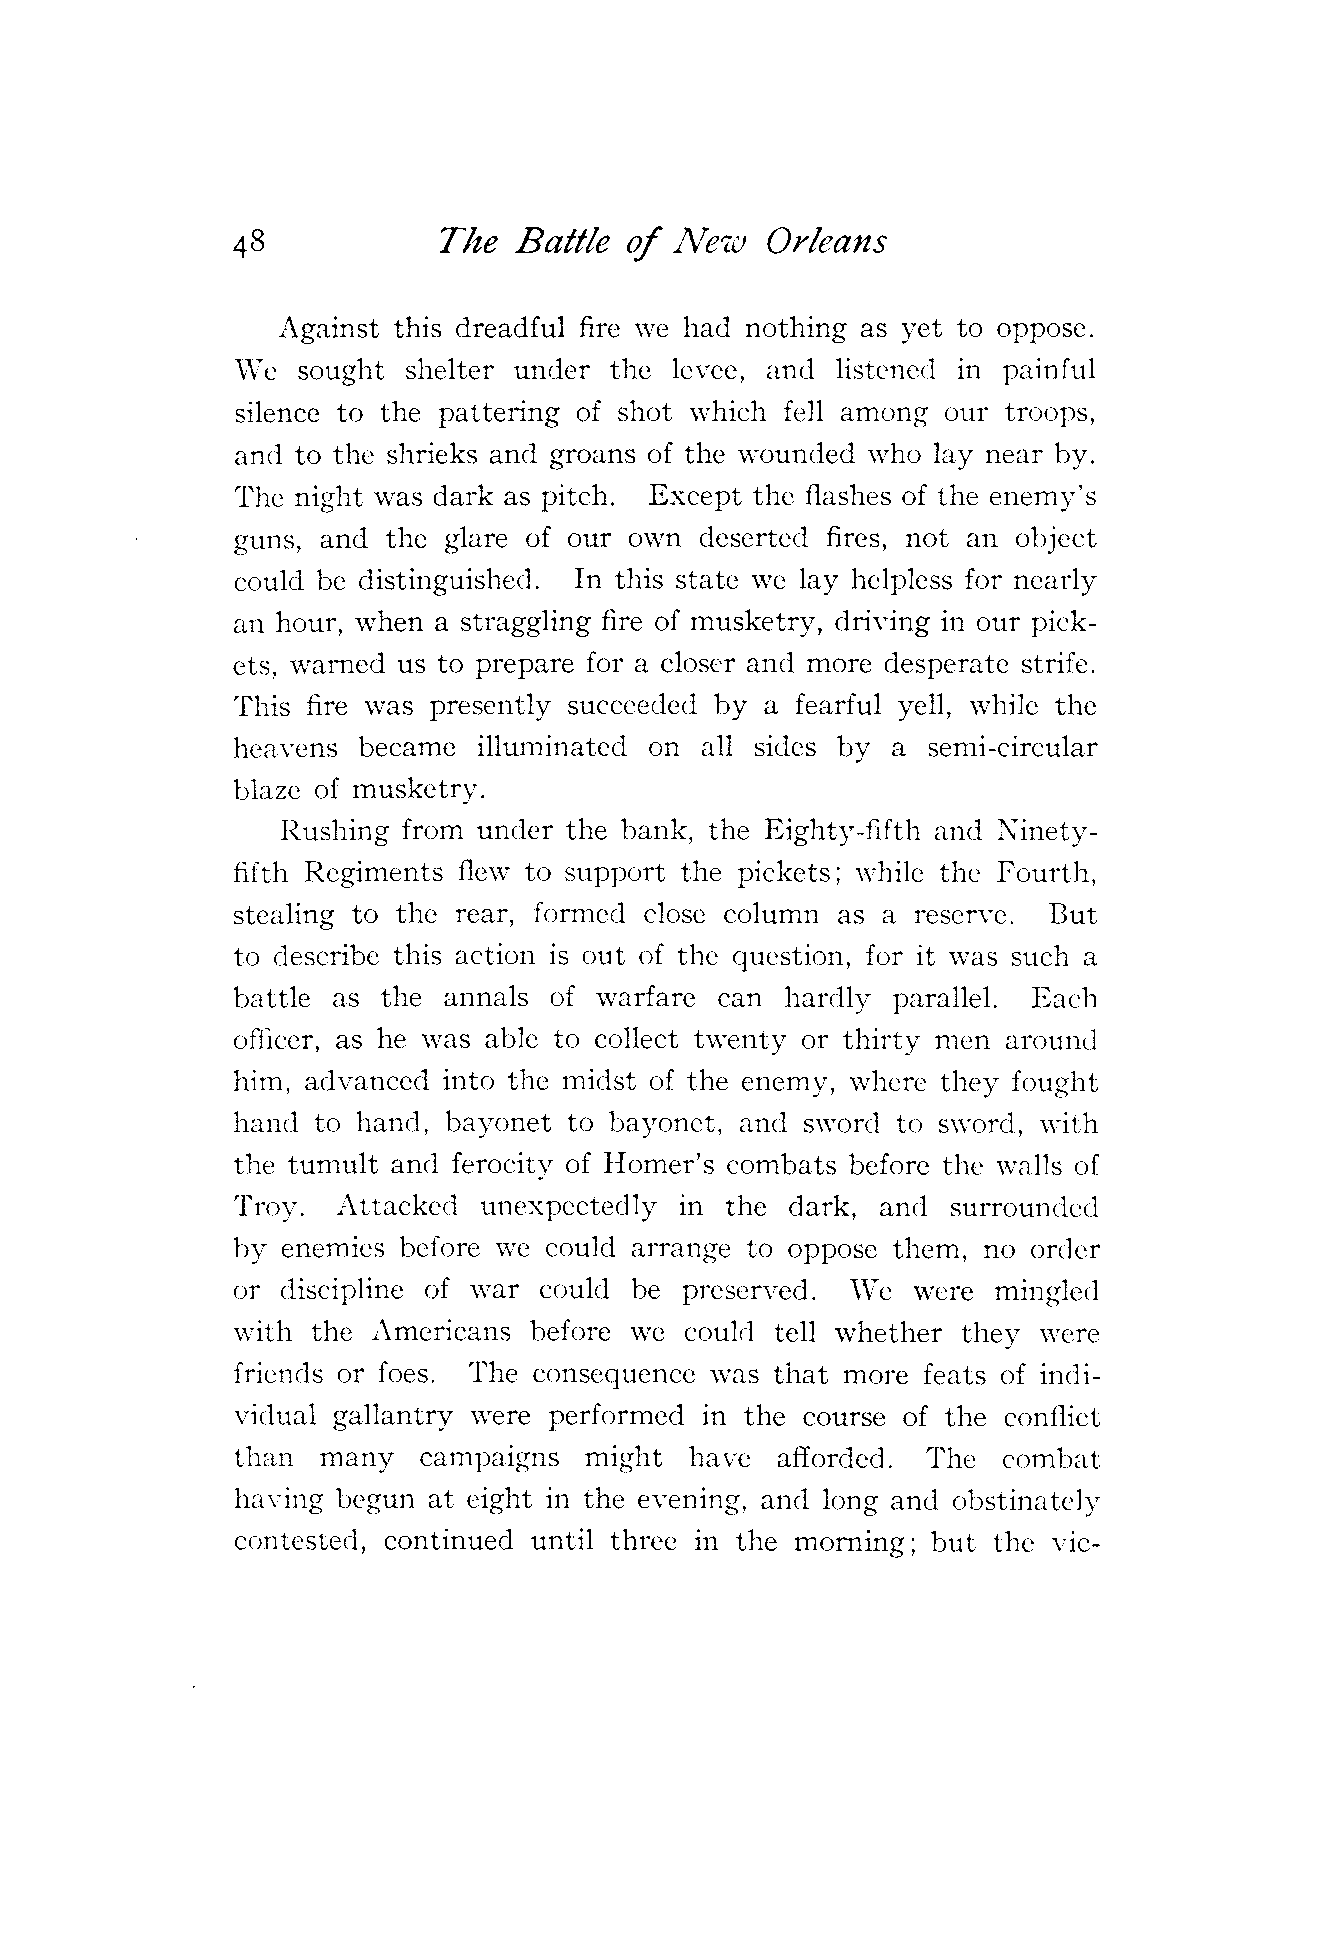 48 The Battle of New Orleans
Against this dreadful fire we had nothing as yet to oppose.
We sought shelter under the levee, and listened in painful
silence to the pattering of shot which fell among our troops,
and to the shrieks and groans of the wounded who lay near by.
The night was dark as pitch. Except the flashes of the enemy's
guns, and the glare of our own deserted fires, not an object
could be distinguished. In this state we lay helpless for nearly
an hour, when a straggling fire of musketry, driving in our pick-
ets, warned us to prepare for a closer and more desperate strife.
This fire was presently succeeded by a fearful yell, while the
heavens became illuminated on all sides by a semi-circular
blaze of musketry.
Rushing from under the bank, the Eighty-fifth and Ninety-
fifth Regiments flew to support the pickets; while the Fourth,
stealing to the rear, formed close column as a reserve. But
to describe this action is out of the question, for it was such a
battle as the annals of warfare can hardly parallel. Each
officer, as he was able to collect twenty or thirty men around
him, advanced into the midst of the enemy, where they fought
hand to hand, bayonet to bayonet, and sword to sword, with
the tumult and ferocity of Homer's combats before the walls of
Troy. Attacked unexpectedly in the dark, and surrounded
by enemies before we could arrange to oppose them, no order
or discipline of war could be preserved. We were mingled
with the Americans before we could tell whether they were
friends or foes. The consequence was that more feats of indi-
vidual gallantry were performed in the course of the conflict
than many campaigns might have afforded. The combat
having begun at eight in the evening, and long and obstinately
contested, continued until three in the morning; but the vic-